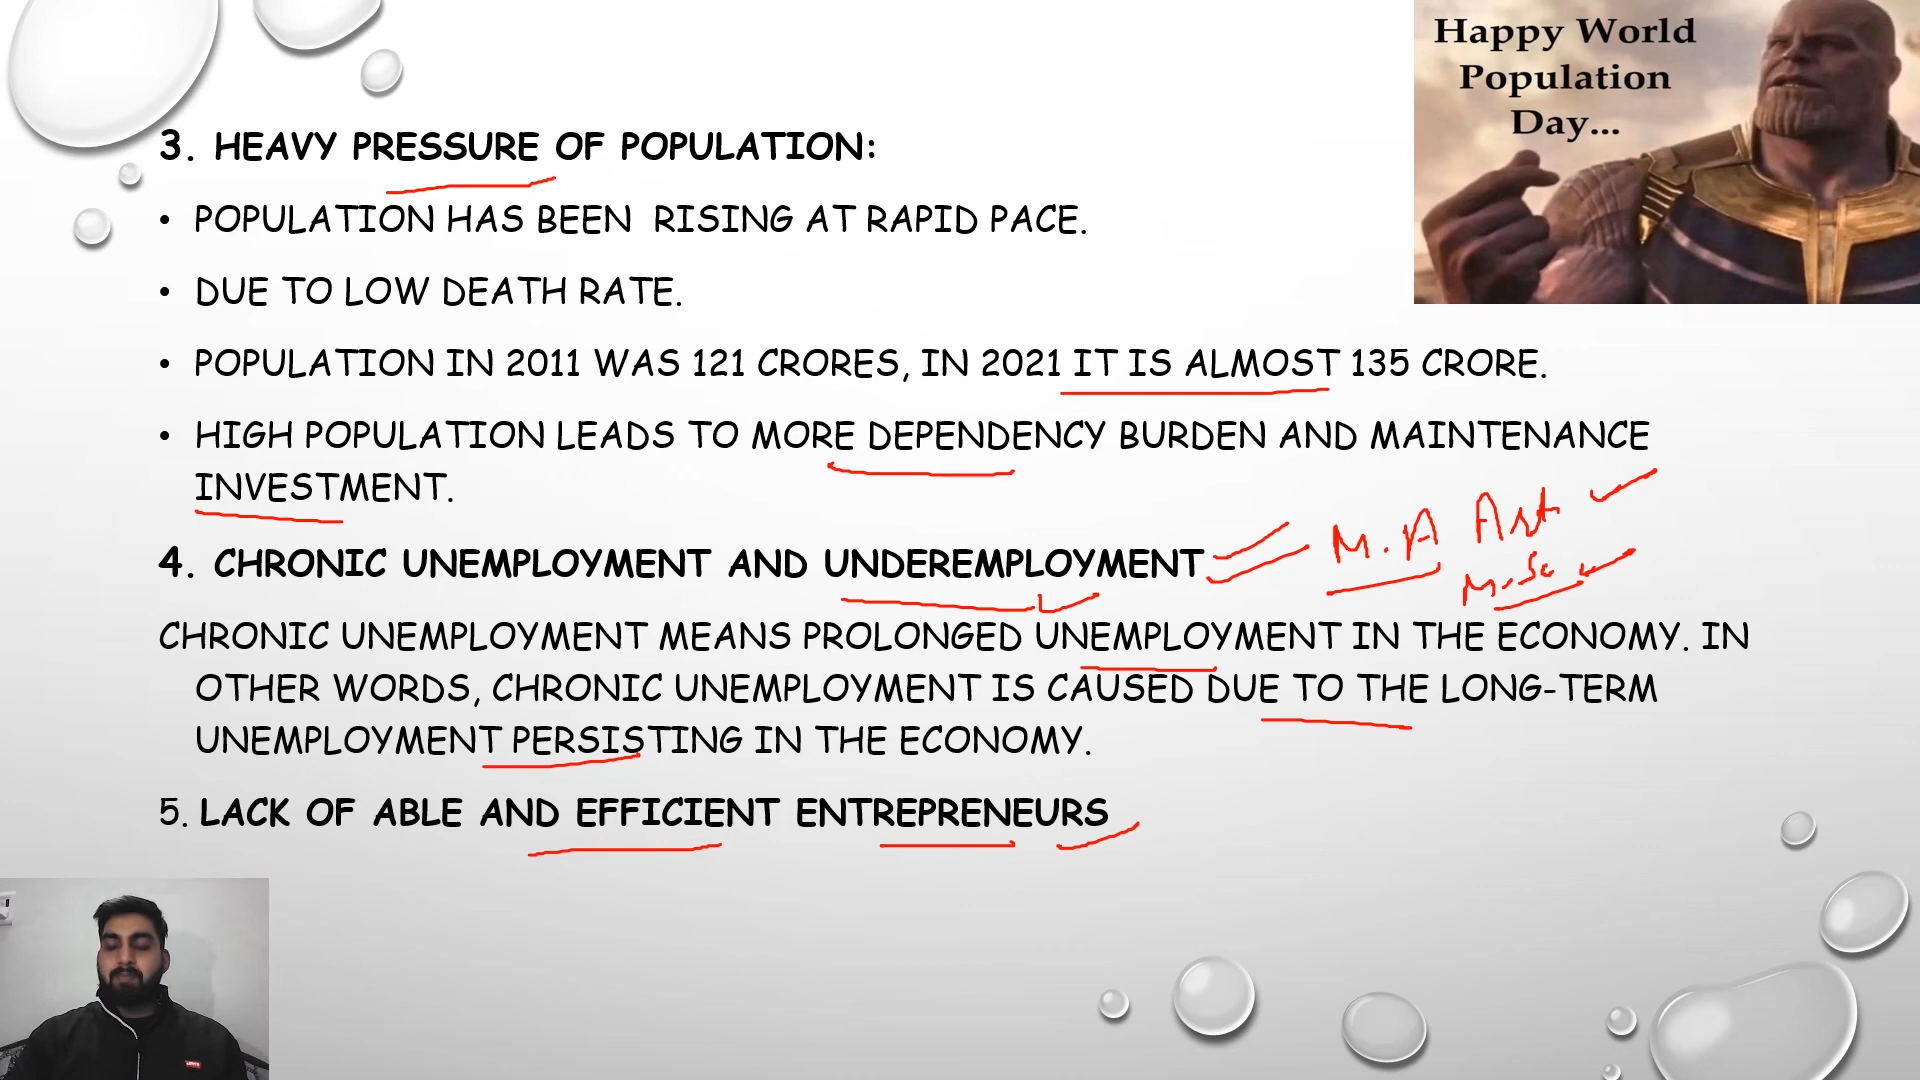 Happy World
Population
Day...
3. HEAVY PRESSURE OF POPULATION:
• POPULATION HAS BEEN RISING AT RAPID PACE.
• DUE TO LOW DEATH RATE.
• POPULATION IN 2011 WAS 121 CRORES, IN 2021 IT IS ALMOST 135 CRORE.
• HIGH POPULATION LEADS TO MORE DEPENDENCY BURDEN AND MAINTENANCE
INVESTMENT.
M.A Art
4. CHRONIC UNEMPLOYMENT AND UNDEREMPLOYMENT
M.Sc
CHRONIC UNEMPLOYMENT MEANS PROLONGED UNEMPLOYMENT IN THE ECONOMY. IN
OTHER WORDS, CHRONIC UNEMPLOYMENT IS CAUSED DUE TO THE LONG-TERM
UNEMPLOYMENT PERSISTING IN THE ECONOMY.
5. LACK OF ABLE AND EFFICIENT ENTREPRENEURS